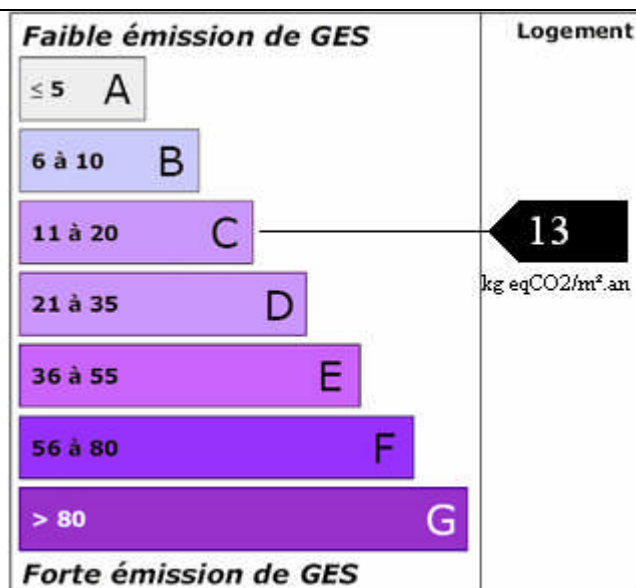 Faible émission de GES
Logement
≤ 5 A
6 à 10 B
11 à 20 C
13
kg eqCO2/m².an
21 à 35 D
36 à 55 E
56 à 80 F
> 80 G
Forte émission de GES